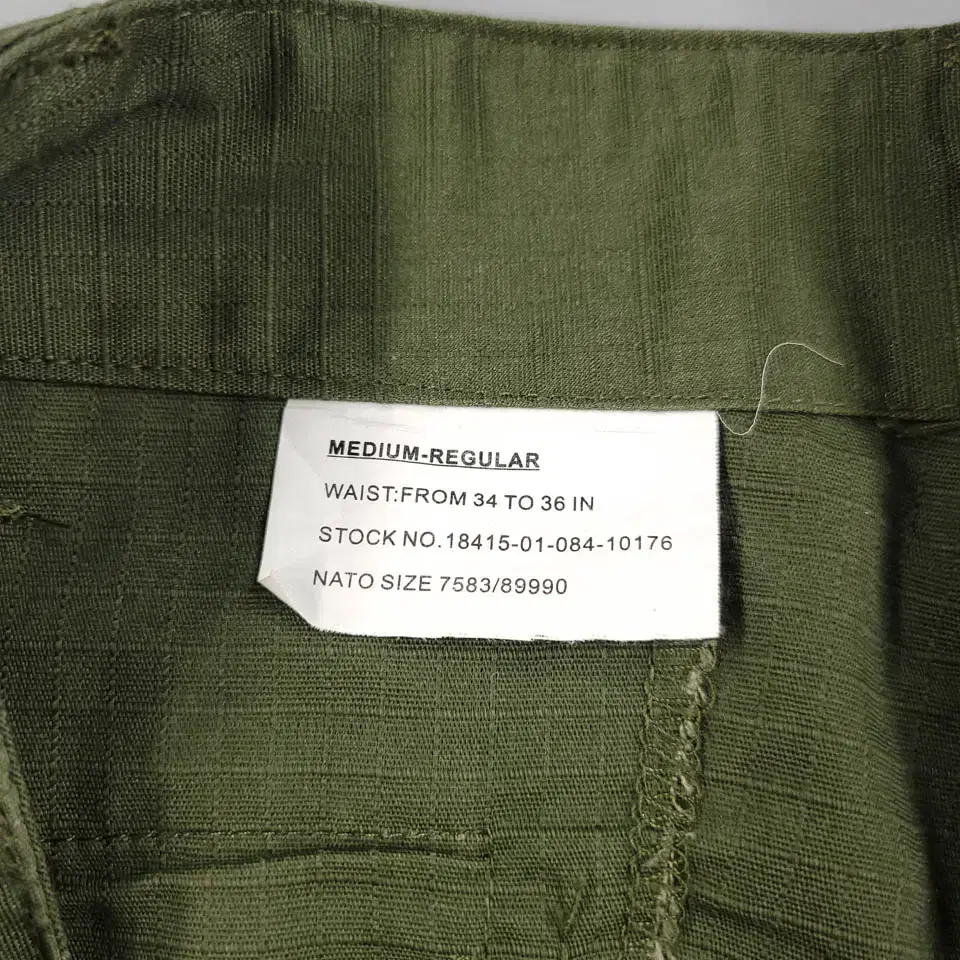 MEDIUM-REGULAR
WAIST:FROM 34 TO 36 IN
STOCK NO.18415-01-084-10176
NATO SIZE 7583/89990